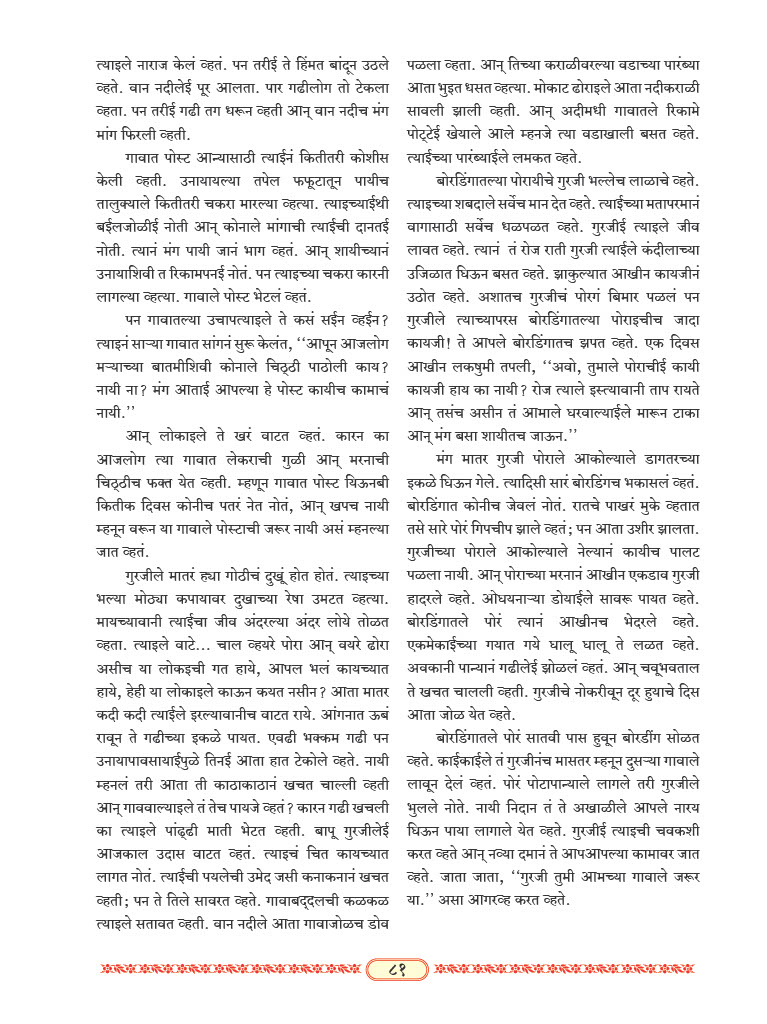 त्याइले नाराज केलं व्हतं. पन तरीई ते हिंमत बांदून उठले
व्हते. वान नदीलेई पूर आलता. पार गढीलोग तो टेकला
व्हता. पन तरीई गढी तग धरून व्हती आन् वान नदीच मंग
मांग फिरली व्हती.
गावात पोस्ट आन्यासाठी त्याईनं कितीतरी कोशीस
केली व्हती. उनायायल्या तपेल फफूटातून पायीच
तालुक्याले कितीतरी चकरा मारल्या व्हत्या. त्याइच्याईथी
बईलजोळीई नोती आन् कोनाले मांगाची त्याईची दानतई
नोती. त्यानं मंग पायी जानं भाग व्हतं. आन् शायीच्यानं
उनायाशिवी त रिकामपनई नोतं. पन त्याइच्या चकरा कारनी
लागल्या व्हत्या. गावाले पोस्ट भेटलं व्हतं.
पन गावातल्या उचापत्याइले ते कसं सईन व्हईन?
त्याइनं साऱ्या गावात सांगनं सुरू केलंत, ‘‘आपून आजलोग
मऱ्याच्या बातमीशिवी कोनाले चिठ्ठी पाठोली काय?
नायी ना? मंग आताई आपल्या हे पोस्ट कायीच कामाचं
नायी.’’
आन् लोकाइले ते खरं वाटत व्हतं. कारन का
आजलोग त्या गावात लेकराची गुळी आन् मरनाची
चिठ्ठीच फक्त येत व्हती. म्हणून गावात पोस्ट यिऊनबी
कितीक दिवस कोनीच पतरं नेत नोतं, आन् खपच नायी
म्हनून वरून या गावाले पोस्टाची जरूर नायी असं म्हनल्या
जात व्हतं.
गुरजीले मातरं ह्या गोठीचं दुखूं होत होतं. त्याइच्या
भल्या मोठ्या कपायावर दुखाच्या रेषा उमटत व्हत्या.
मायच्यावानी त्याईचा जीव अंदरल्या अंदर लोये तोळत
व्हता. त्याइले वाटे... चाल व्हयरे पोरा आन् वयरे ढोरा
असीच या लोकइची गत हाये, आपल भलं कायच्यात
हाये, हेही या लोकाइले काऊन कयत नसीन? आता मातर
कदी कदी त्याईले इरल्यावानीच वाटत राये. आंगनात ऊबं
रावून ते गढीच्या इकळे पायत. एवढी भक्कम गढी पन
उनायापावसायाईपुळे तिनई आता हात टेकोले व्हते. नायी
म्हनलं तरी आता ती काठाकाठानं खचत चाल्ली व्हती
आन् गाववाल्याइले तं तेच पायजे व्हतं? कारन गढी खचली
का त्याइले पांढ्ढी माती भेटत व्हती. बापू गुरजीलेई
आजकाल उदास वाटत व्हतं. त्याइचं चित कायच्यात
लागत नोतं. त्याईची पयलेची उमेद जसी कनाकनानं खचत
व्हती; पन ते तिले सावरत व्हते. गावाबद्दलची कळकळ
त्याइले सतावत व्हती. वान नदीले आता गावाजोळच डोव
पळला व्हता. आन् तिच्या कराळीवरल्या वडाच्या पारंब्या
आता भुइत धसत व्हत्या. मोकाट ढोराइले आता नदीकराळी
सावली झाली व्हती. आन् अदीमधी गावातले रिकामे
पोट्टेई खेयाले आले म्हनजे त्या वडाखाली बसत व्हते.
त्याईच्या पारंब्याईले लमकत व्हते.
बोरडिंगातल्या पोरायीचे गुरजी भल्लेच लाळाचे व्हते.
त्याइच्या शबदाले सर्वेच मान देत व्हते. त्याईच्या मतापरमानं
वागासाठी सर्वेच धळपळत व्हते. गुरजीई त्याइले जीव
लावत व्हते. त्यानं तं रोज राती गुरजी त्याईले कंदीलाच्या
उजिळात घिऊन बसत व्हते. झाकुल्यात आखीन कायजीनं
उठोत व्हते. अशातच गुरजीचं पोरगं बिमार पळलं पन
गुरजीले त्याच्यापरस बोरडिंगातल्या पोराइचीच जादा
कायजी! ते आपले बोरडिंगातच झपत व्हते. एक दिवस
आखीन लकषुमी तपली, ‘‘अवो, तुमाले पोराचीई कायी
कायजी हाय का नायी? रोज त्याले इस्त्यावानी ताप रायते
आन् तसंच असीन तं आमाले घरवाल्याईले मारून टाका
आन् मंग बसा शायीतच जाऊन.’’
मंग मातर गुरजी पोराले आकोल्याले डागतरच्या
इकळे घिऊन गेले. त्यादिसी सारं बोरडिंगच भकासलं व्हतं.
बोरडिंगात कोनीच जेवलं नोतं. रातचे पाखरं मुके व्हतात
तसे सारे पोरं गिपचीप झाले व्हतं; पन आता उशीर झालता.
गुरजीच्या पोराले आकोल्याले नेल्यानं कायीच पालट
पळला नायी. आन् पोराच्या मरनानं आखीन एकडाव गुरजी
हादरले व्हते. ओघयनाऱ्या डोयाईले सावरू पायत व्हते.
बोरडिंगातले पोरं त्यानं आखीनच भेदरले व्हते.
एकमेकाईच्या गयात गये घालू घालू ते लळत व्हते.
अवकानी पान्यानं गढीलेई झोळलं व्हतं. आन् चवूभवताल
ते खचत चालली व्हती. गुरजीचे नोकरीवून दूर हुयाचे दिस
आता जोळ येत व्हते.
बोरडिंगातले पोरं सातवी पास हुवून बोरडींग सोळत
व्हते. काईकाईले तं गुरजीनंच मासतर म्हनून दुसऱ्या गावाले
लावून देलं व्हतं. पोरं पोटापान्याले लागले तरी गुरजीले
भुलले नोते. नायी निदान तं ते अखाळीले आपले नारय
घिऊन पाया लागाले येत व्हते. गुरजीई त्याइची चवकशी
करत व्हते आन् नव्या दमानं ते आपआपल्या कामावर जात
व्हते. जाता जाता, ‘‘गुरजी तुमी आमच्या गावाले जरूर
या.’’ असा आगरव्ह करत व्हते.
८१